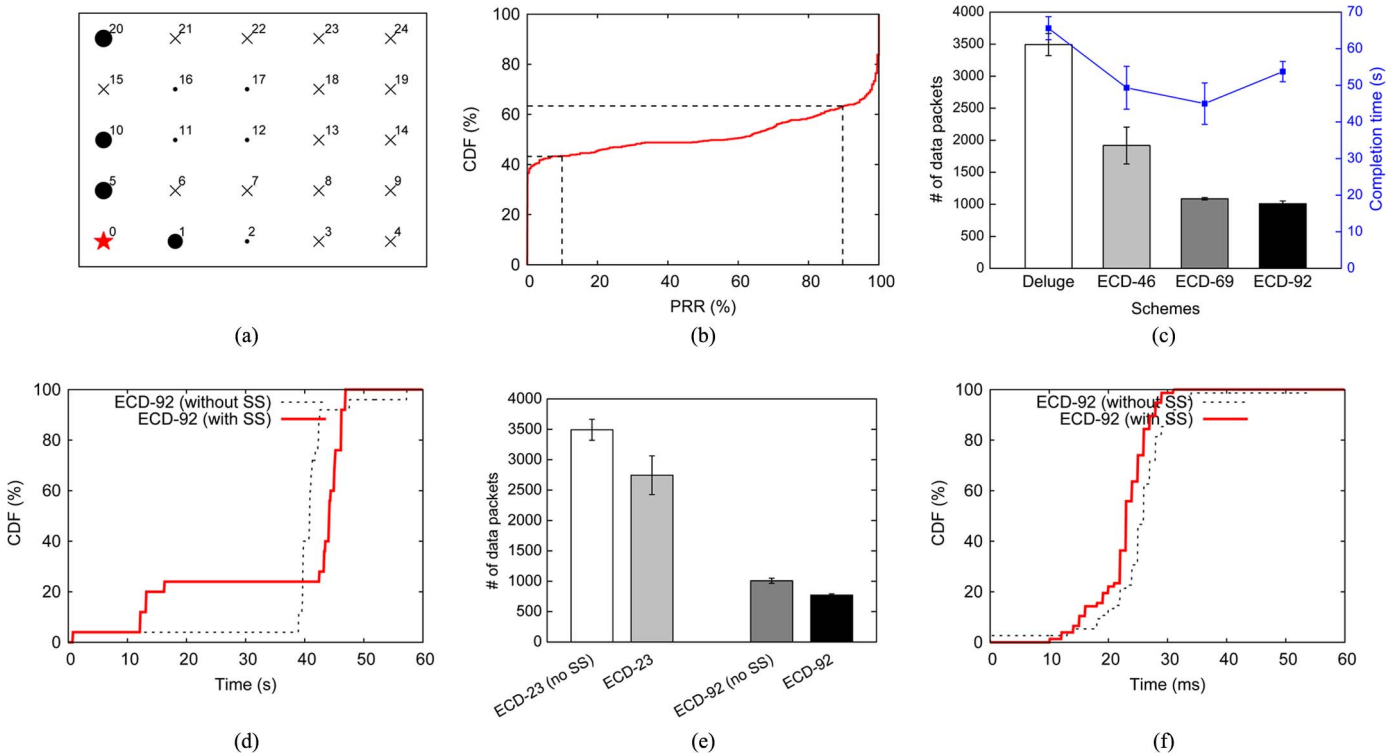 20 21 22 23 24
15 16 17 18 19
10 11 12 13 14
5 6 7 8 9
0 1 2 3 4
(a)
100
80
60
40
20
0
CDF (%)
0 20 40 60 80 100
PRR (%)
(b)
4000
3500
3000
2500
2000
1500
1000
500
0
# of data packets
70
60
50
40
30
20
10
0
Completion time (s)
Deluge ECD-46 ECD-69 ECD-92
Schemes
(c)
100
80
60
40
20
0
CDF (%)
ECD-92 (without SS)
ECD-92 (with SS)
0 10 20 30 40 50 60
Time (s)
(d)
4000
3500
3000
2500
2000
1500
1000
500
0
# of data packets
ECD-23 (no SS)
ECD-23
ECD-92 (no SS)
ECD-92
(e)
100
80
60
40
20
0
CDF (%)
ECD-92 (without SS)
ECD-92 (with SS)
0 10 20 30 40 50 60
Time (ms)
(f)